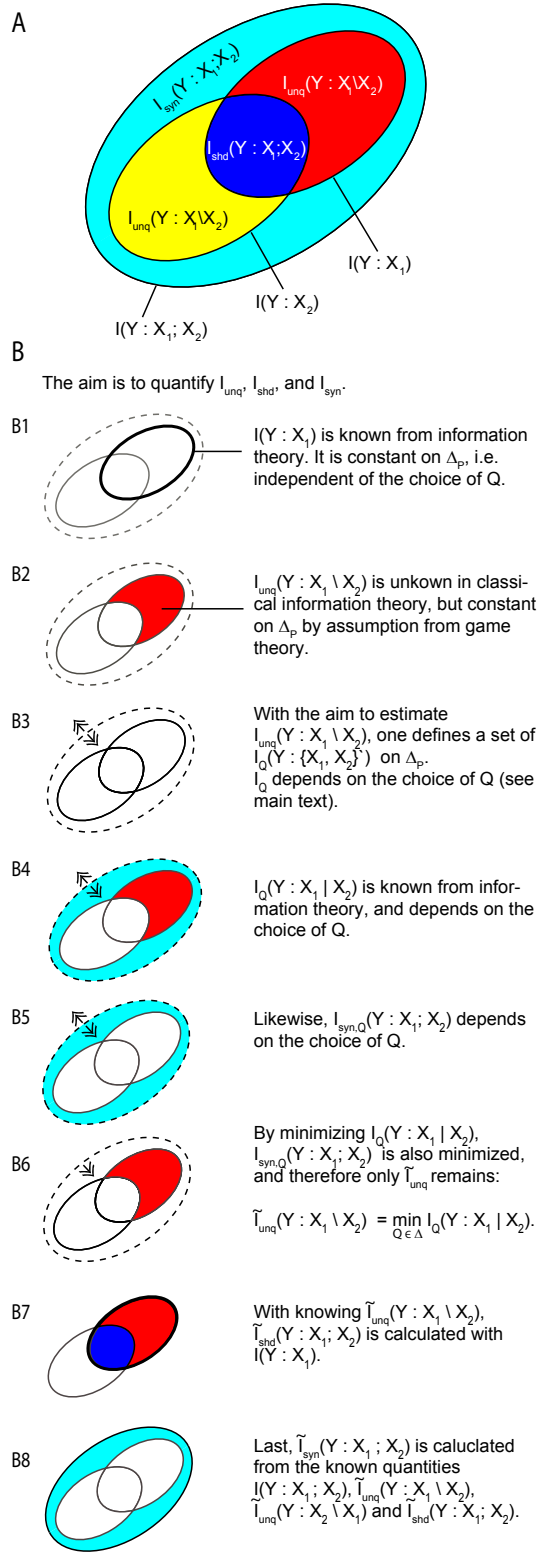 A
I_syn(Y : X_1;X_2)
I_unq(Y : X_1\X_2)
I_shd(Y : X_1;X_2)
I_unq(Y : X_1\X_2)
I(Y : X_1)
I(Y : X_2)
I(Y : X_1; X_2)
B
The aim is to quantify I_unq, I_shd, and I_syn.
B1
I(Y : X_1) is known from information
theory. It is constant on Δ_P, i.e.
independent of the choice of Q.
B2
I_unq(Y : X_1 \ X_2) is unkown in classi-
cal information theory, but constant
on Δ_P by assumption from game
theory.
B3
With the aim to estimate
I_unq(Y : X_1 \ X_2), one defines a set of
I_Q(Y : {X_1, X_2}) on Δ_P.
I_Q depends on the choice of Q (see
main text).
B4
I_Q(Y : X_1 | X_2) is known from infor-
mation theory, and depends on the
choice of Q.
B5
Likewise, I_syn,Q(Y : X_1; X_2) depends
on the choice of Q.
B6
By minimizing I_Q(Y : X_1 | X_2),
I_syn,Q(Y : X_1; X_2) is also minimized,
and therefore only Ĩ_unq remains:
Ĩ_unq(Y : X_1 \ X_2) = min_{Q ϵ Δ} I_Q(Y : X_1 | X_2).
B7
With knowing Ĩ_unq(Y : X_1 \ X_2),
Ĩ_shd(Y : X_1; X_2) is calculated with
I(Y : X_1).
B8
Last, Ĩ_syn(Y : X_1 ; X_2) is caluclated
from the known quantities
I(Y : X_1 ; X_2), Ĩ_unq(Y : X_1 \ X_2),
Ĩ_unq(Y : X_2 \ X_1) and Ĩ_shd(Y : X_1; X_2).